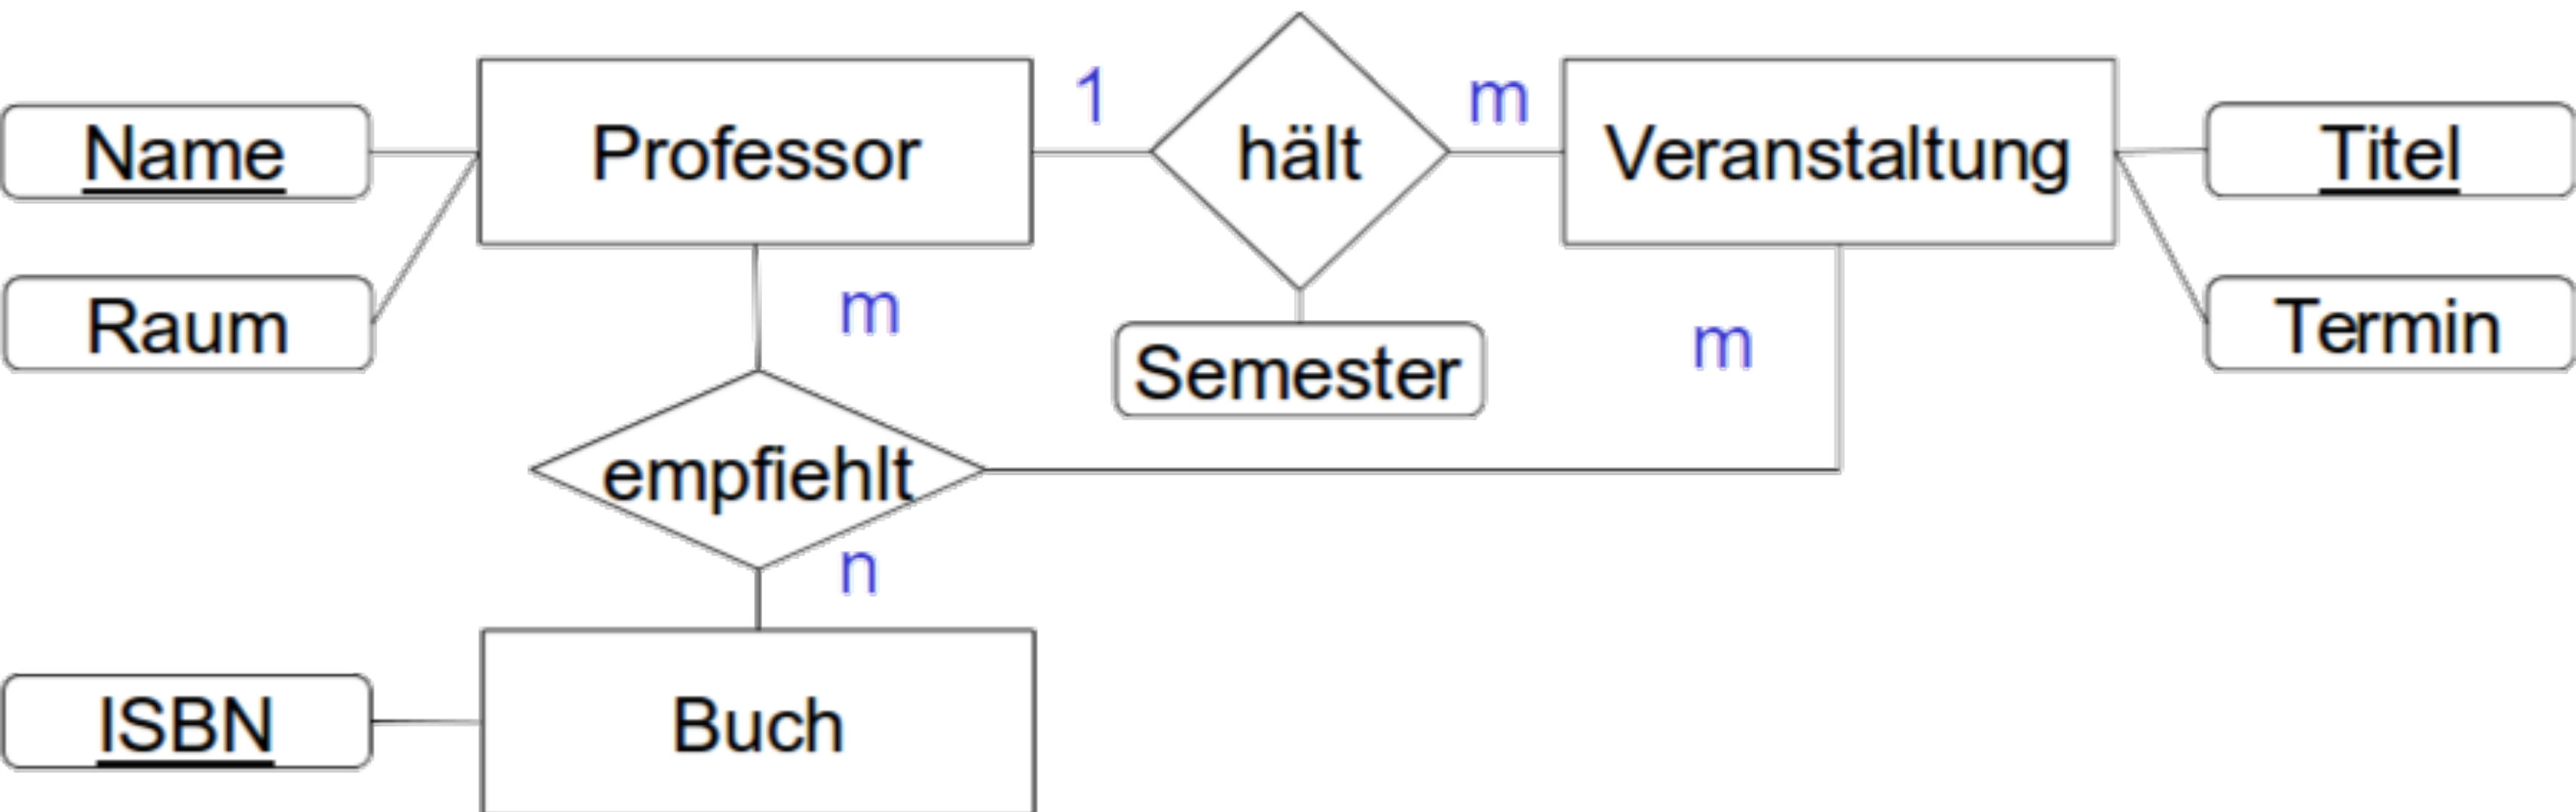 Name
Professor
1
hält
m
Veranstaltung
Titel
Raum
m
Semester
m
Termin
empfiehlt
n
ISBN
Buch